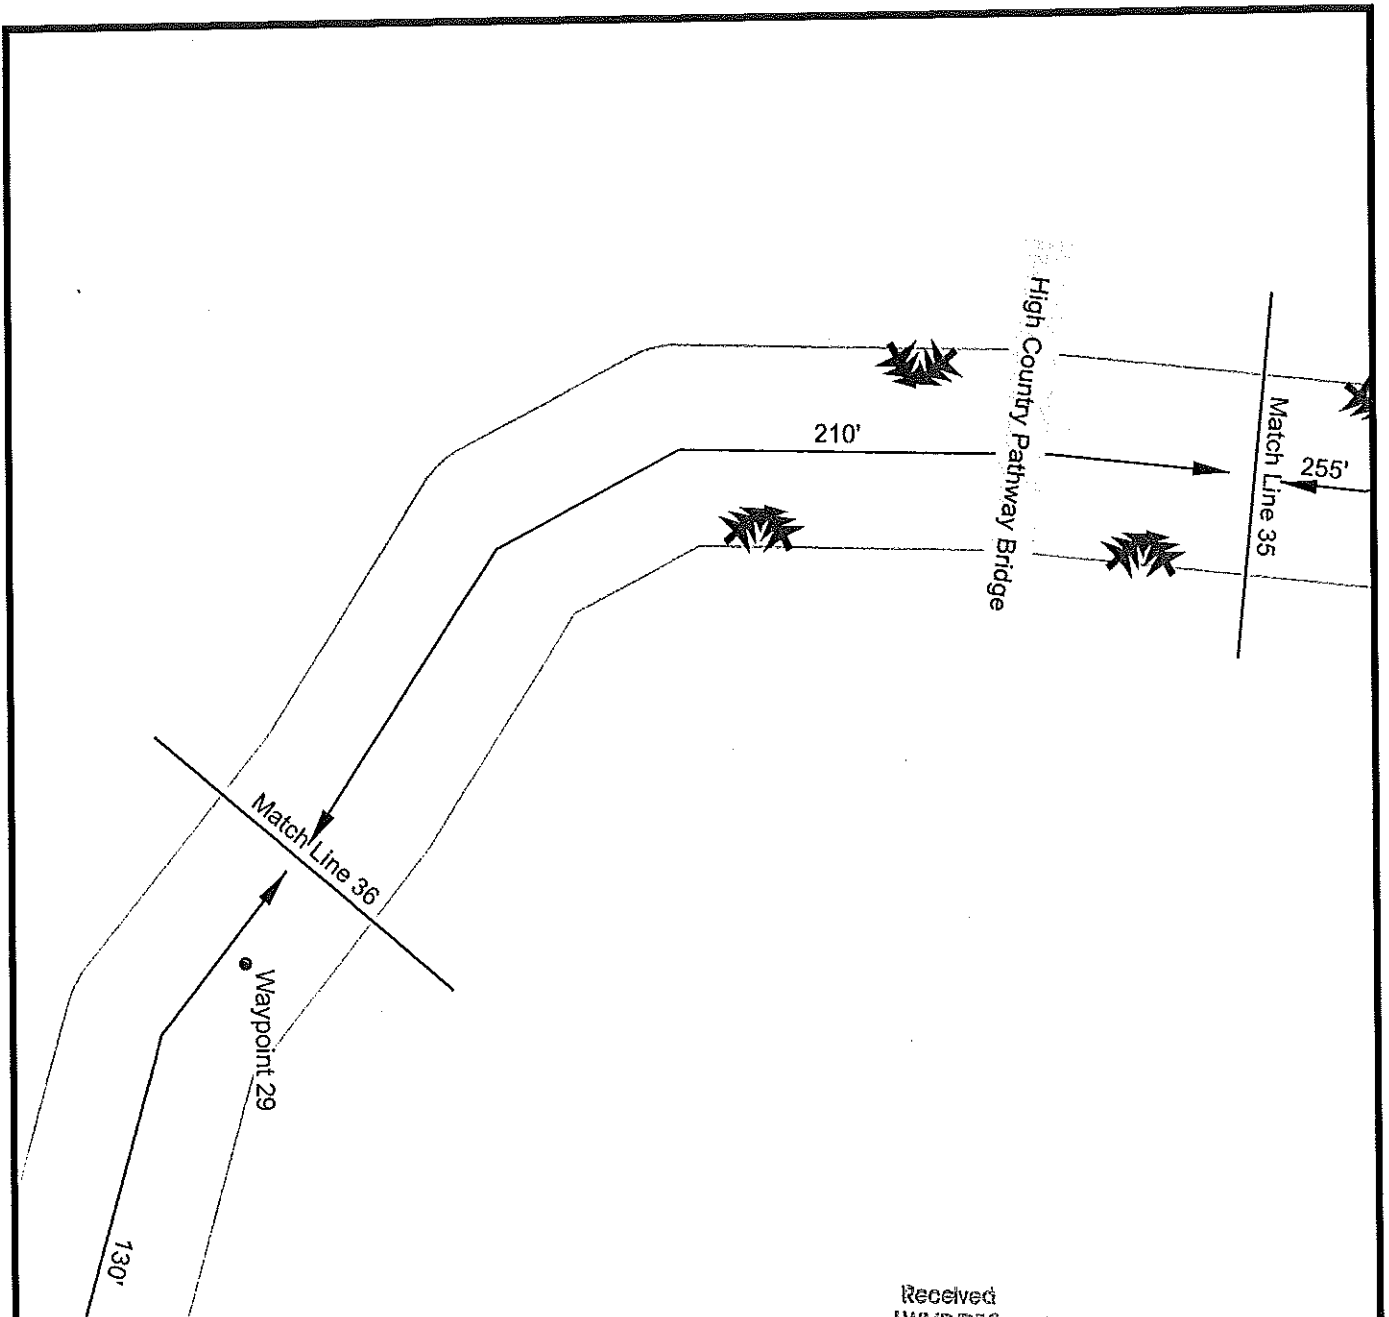 High Country Pathway Bridge
210'
Match Line 35
255'
Match Line 36
Waypoint 29
130'
Received